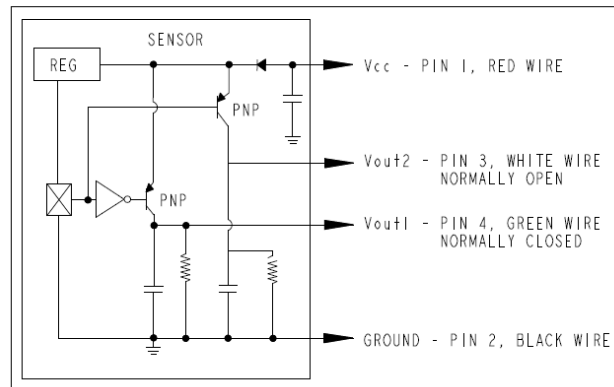 SENSOR
REG
Vcc - PIN 1, RED WIRE
PNP
Vout2 - PIN 3, WHITE WIRE
NORMALLY OPEN
PNP
Vout1 - PIN 4, GREEN WIRE
NORMALLY CLOSED
GROUND - PIN 2, BLACK WIRE